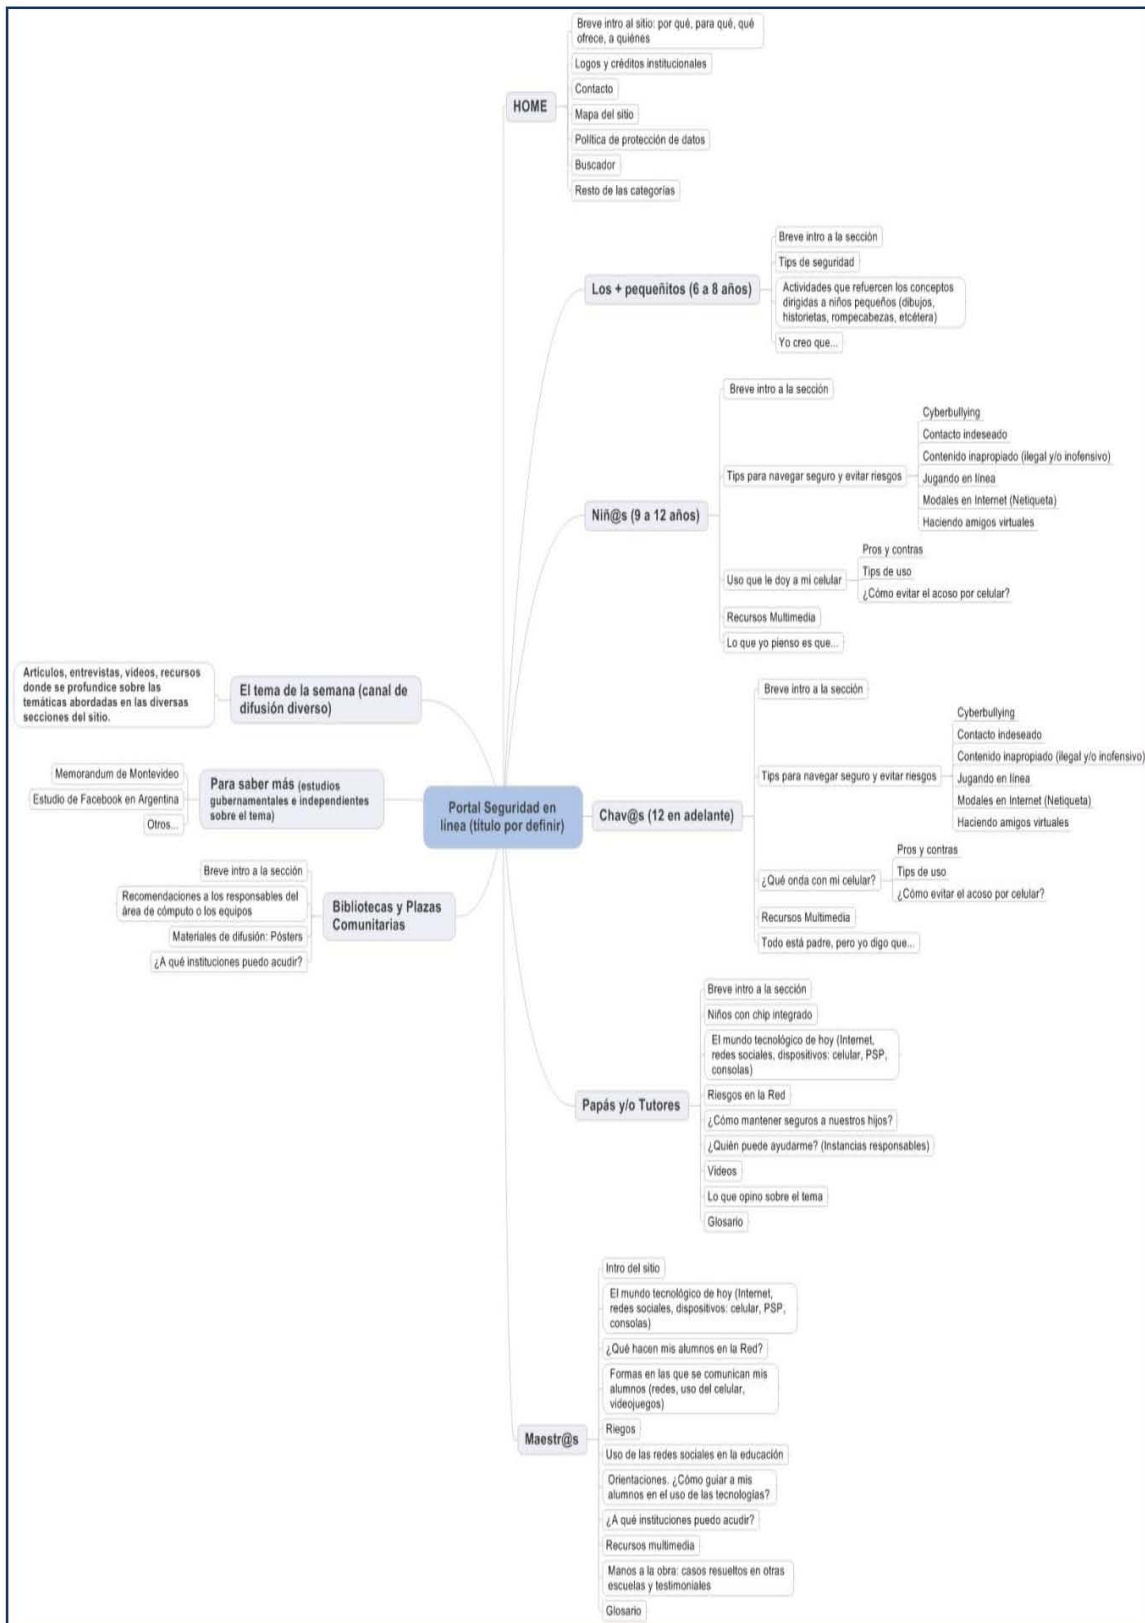 Breve intro al sitio: por qué, para qué, qué
ofrece, a quiénes
Logos y créditos institucionales
HOME
Contacto
Mapa del sitio
Política de protección de datos
Buscador
Resto de las categorías
Los + pequeñitos (6 a 8 años)
Breve intro a la sección
Tips de seguridad
Actividades que refuercen los conceptos
dirigidas a niños pequeños (dibujos,
historietas, rompecabezas, etcétera)
Yo creo que...
Niñ@s (9 a 12 años)
Breve intro a la sección
Tips para navegar seguro y evitar riesgos
Cyberbullying
Contacto indeseado
Contenido inapropiado (ilegal y/o inofensivo)
Jugando en línea
Modales en Internet (Netiqueta)
Haciendo amigos virtuales
Uso que le doy a mi celular
Pros y contras
Tips de uso
¿Cómo evitar el acoso por celular?
Recursos Multimedia
Lo que yo pienso es que...
Artículos, entrevistas, videos, recursos
donde se profundice sobre las
temáticas abordadas en las diversas
secciones del sitio.
El tema de la semana (canal de
difusión diverso)
Memorandum de Montevideo
Estudio de Facebook en Argentina
Otros...
Para saber más (estudios
gubernamentales e independientes
sobre el tema)
Portal Seguridad en
línea (título por definir)
Breve intro a la sección
Recomendaciones a los responsables del
área de cómputo o los equipos
Materiales de difusión: Pósters
¿A qué instituciones puedo acudir?
Bibliotecas y Plazas
Comunitarias
Chav@s (12 en adelante)
Breve intro a la sección
Tips para navegar seguro y evitar riesgos
Cyberbullying
Contacto indeseado
Contenido inapropiado (ilegal y/o inofensivo)
Jugando en línea
Modales en Internet (Netiqueta)
Haciendo amigos virtuales
¿Qué onda con mi celular?
Pros y contras
Tips de uso
¿Cómo evitar el acoso por celular?
Recursos Multimedia
Todo está padre, pero yo digo que...
Papás y/o Tutores
Breve intro a la sección
Niños con chip integrado
El mundo tecnológico de hoy (Internet,
redes sociales, dispositivos: celular, PSP,
consolas)
Riesgos en la Red
¿Cómo mantener seguros a nuestros hijos?
¿Quién puede ayudarme? (Instancias responsables)
Videos
Lo que opino sobre el tema
Glosario
Maestr@s
Intro del sitio
El mundo tecnológico de hoy (Internet,
redes sociales, dispositivos: celular, PSP,
consolas)
¿Qué hacen mis alumnos en la Red?
Formas en las que se comunican mis
alumnos (redes, uso del celular,
videojuegos)
Riegos
Uso de las redes sociales en la educación
Orientaciones. ¿Cómo guiar a mis
alumnos en el uso de las tecnologías?
¿A qué instituciones puedo acudir?
Recursos multimedia
Manos a la obra: casos resueltos en otras
escuelas y testimoniales
Glosario